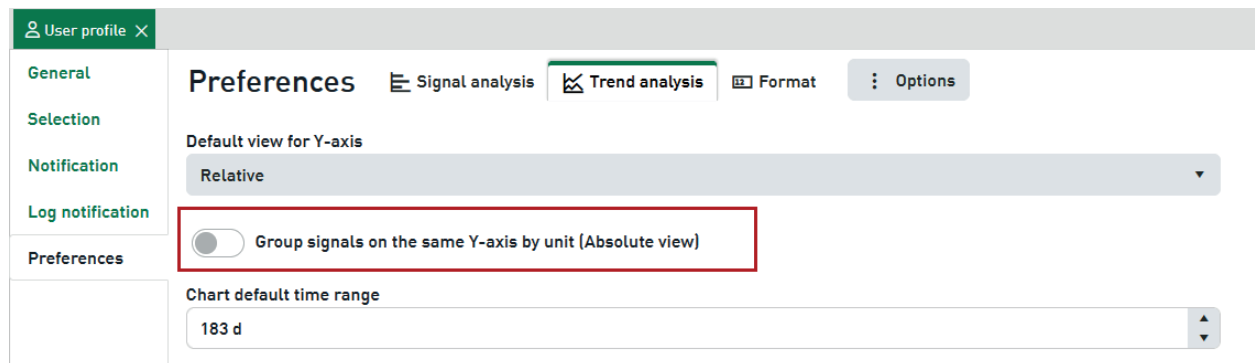 User profile
General
Preferences Signal analysis Trend analysis Format Options
Selection
Default view for Y-axis
Notification
Relative
Log notification
Group signals on the same Y-axis by unit (Absolute view)
Preferences
Chart default time range
183 d